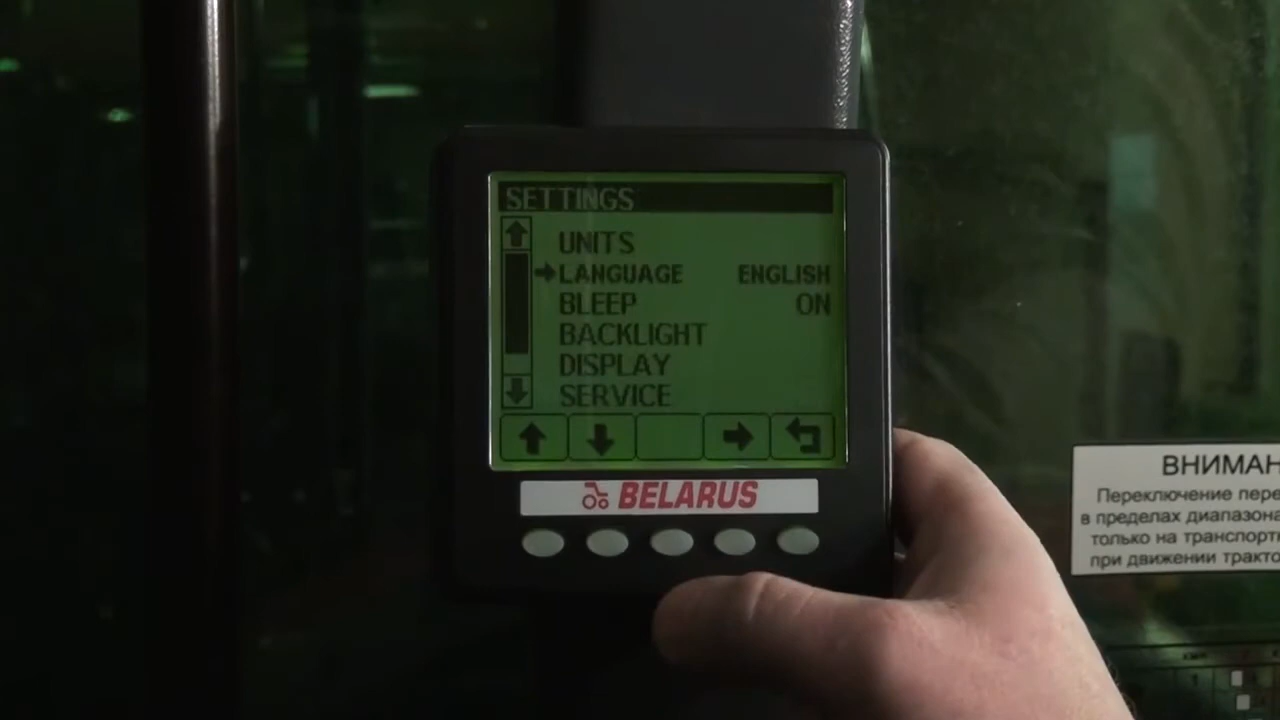 SETTINGS
UNITS
LANGUAGE ENGLISH
BLEEP ON
BACKLIGHT
DISPLAY
SERVICE
BELARUS
ВНИМАН
Переключение пере
в пределах диапазона
только на транспорт
при движении тракто